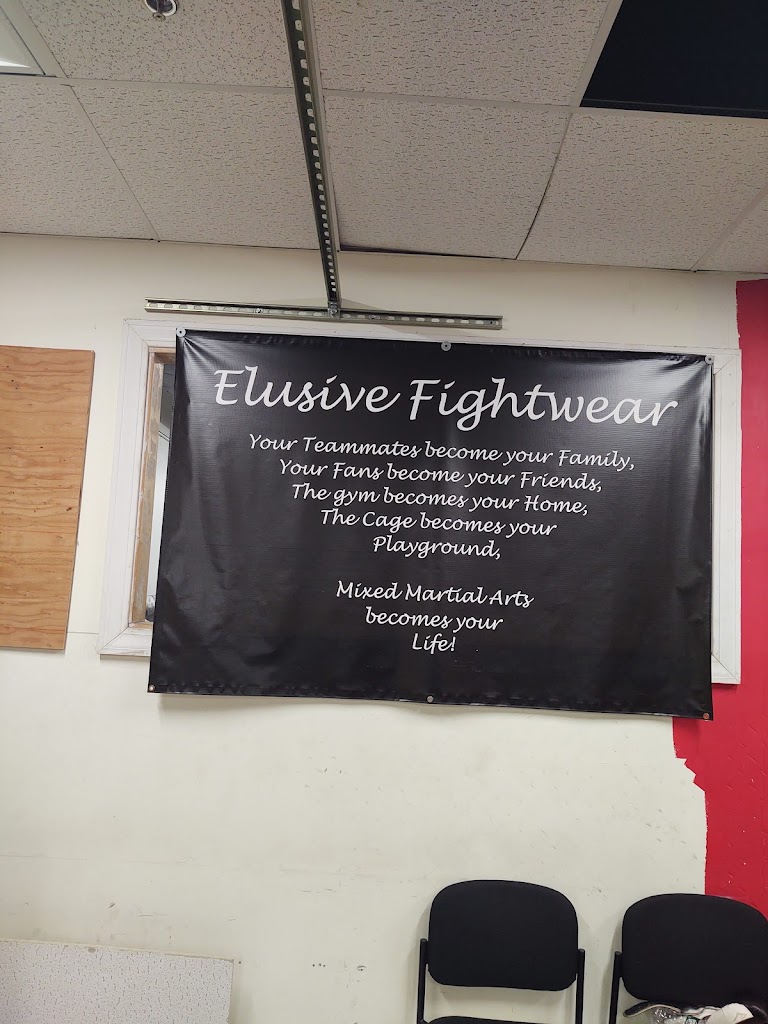 Elusive Fightwear
Your Teammates become your Family,
Your Fans become your Friends,
The gym becomes your Home,
The Cage becomes your
Playground,
Mixed Martial Arts
becomes your
Life!